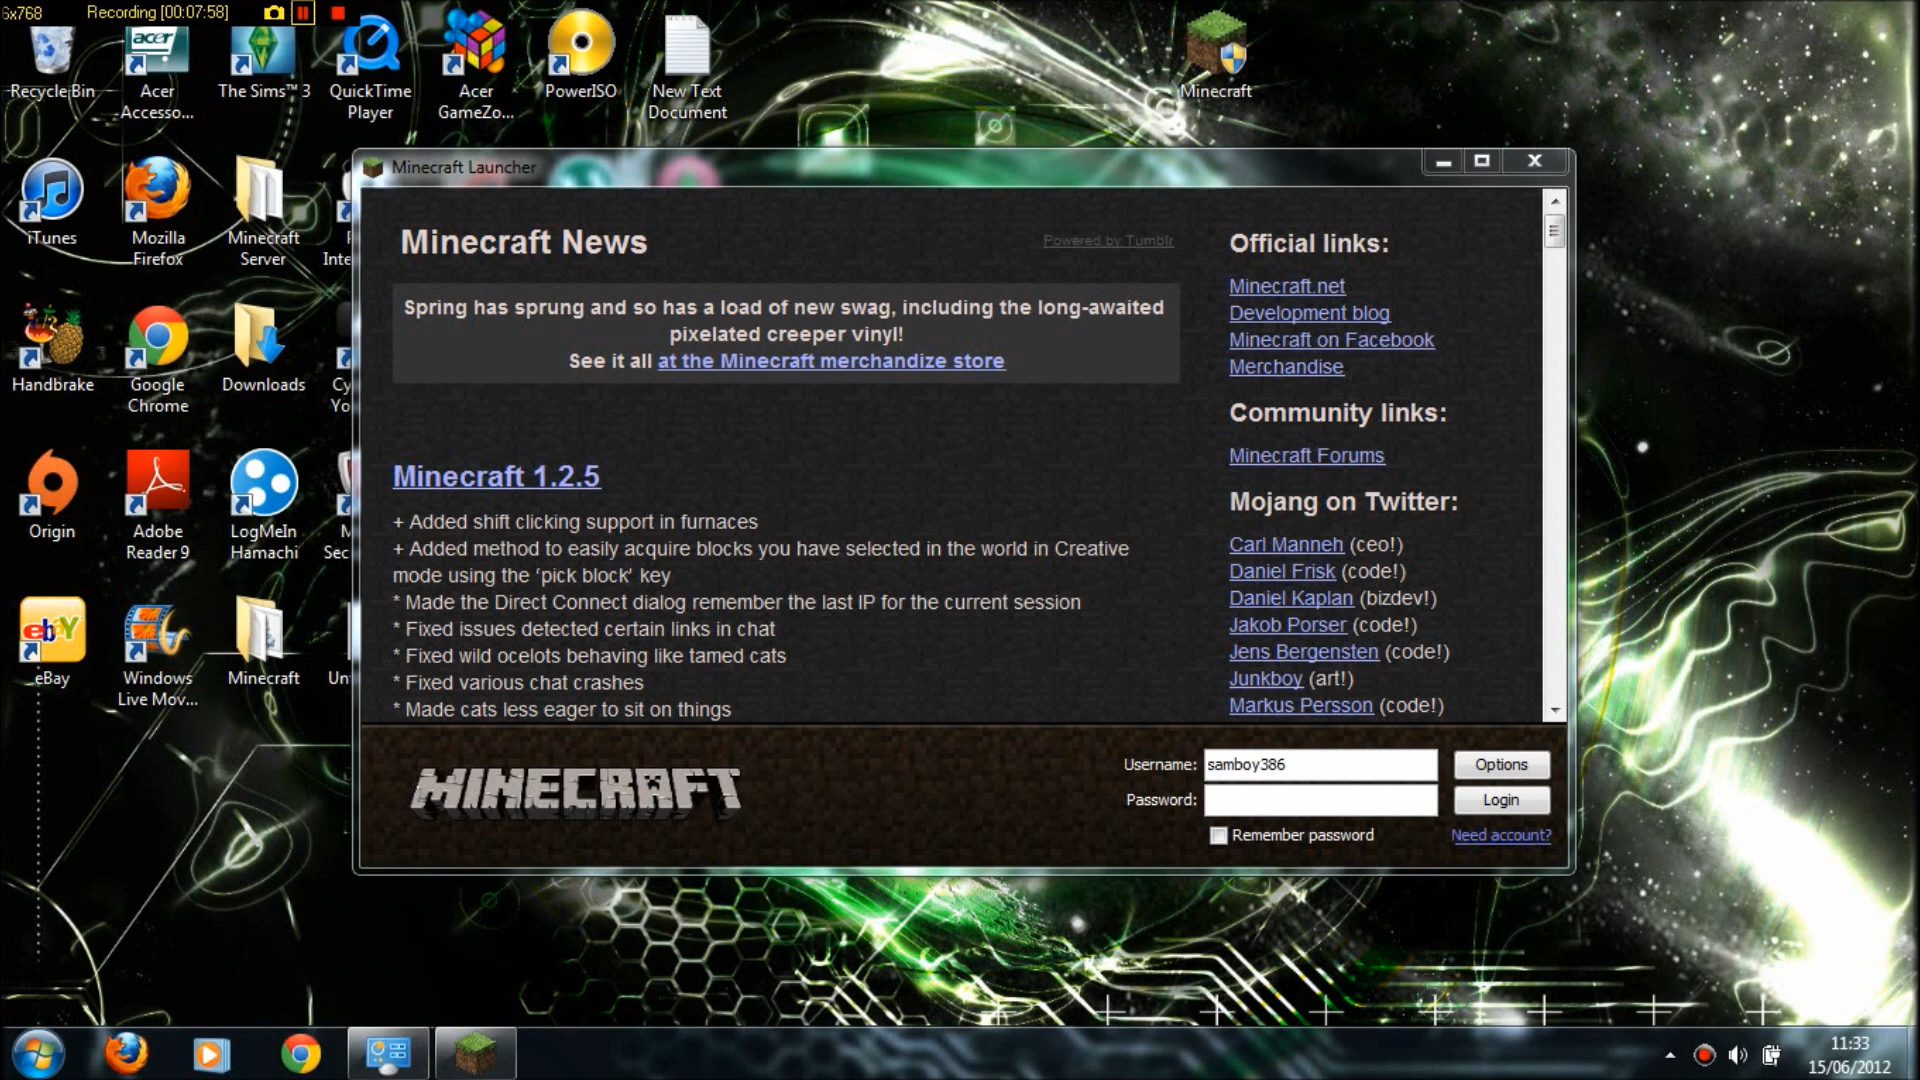 6x768 Recording [00:07:58]
Recycle Bin
Acer
Accesso...
The Sims™ 3
QuickTime
Player
Acer
GameZo...
PowerISO
New Text
Document
Minecraft
iTunes
Mozilla
Firefox
Minecraft
Server
Inte
Handbrake
Google
Chrome
Downloads
Cy
Yo
Origin
Adobe
Reader 9
LogMeIn
Hamachi
M
Sec
eBay
Windows
Live Mov...
Minecraft
Un
Minecraft Launcher
Minecraft News
Powered by Tumblr
Spring has sprung and so has a load of new swag, including the long-awaited
pixelated creeper vinyl!
See it all at the Minecraft merchandize store
Minecraft 1.2.5
+ Added shift clicking support in furnaces
+ Added method to easily acquire blocks you have selected in the world in Creative
mode using the ‘pick block’ key
* Made the Direct Connect dialog remember the last IP for the current session
* Fixed issues detected certain links in chat
* Fixed wild ocelots behaving like tamed cats
* Fixed various chat crashes
* Made cats less eager to sit on things
Official links:
Minecraft.net
Development blog
Minecraft on Facebook
Merchandise
Community links:
Minecraft Forums
Mojang on Twitter:
Carl Manneh (ceo!)
Daniel Frisk (code!)
Daniel Kaplan (bizdev!)
Jakob Porser (code!)
Jens Bergensten (code!)
Junkboy (art!)
Markus Persson (code!)
MINECRAFT
Username: samboy386 Options
Password: Login
Remember password Need account?
11:33
15/06/2012